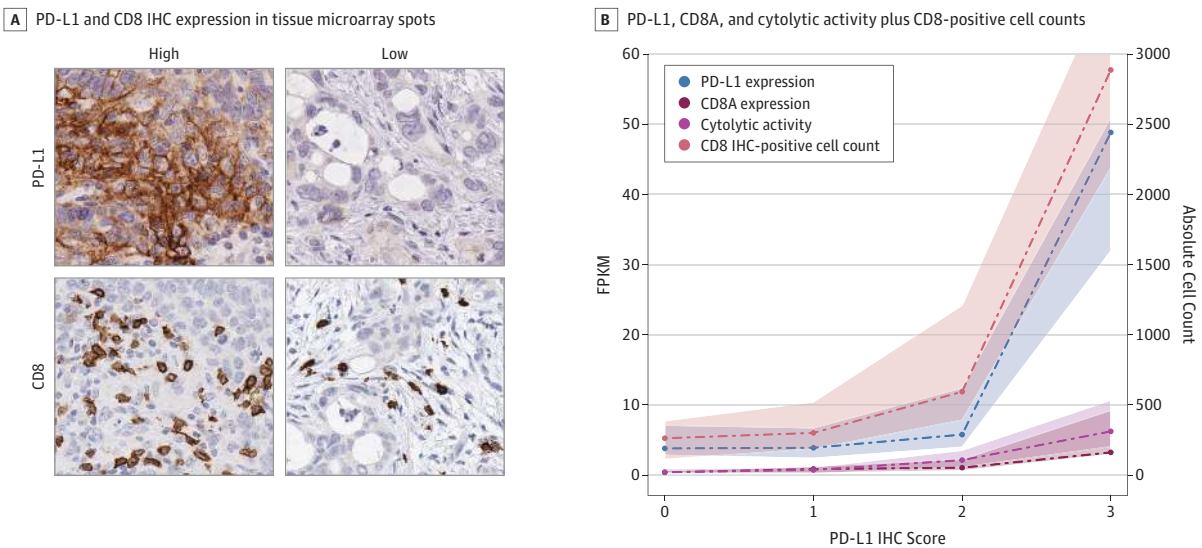 A PD-L1 and CD8 IHC expression in tissue microarray spots
High Low
PD-L1
CD8
B PD-L1, CD8A, and cytolytic activity plus CD8-positive cell counts
PD-L1 expression
CD8A expression
Cytolytic activity
CD8 IHC-positive cell count
FPKM
60
50
40
30
20
10
0
3000
2500
2000
1500
1000
500
0
Absolute Cell Count
0 1 2 3
PD-L1 IHC Score